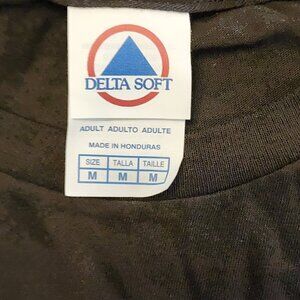 DELTA SOFT
ADULT ADULTO ADULTE
MADE IN HONDURAS
SIZE TALLA TAILLE
M M M